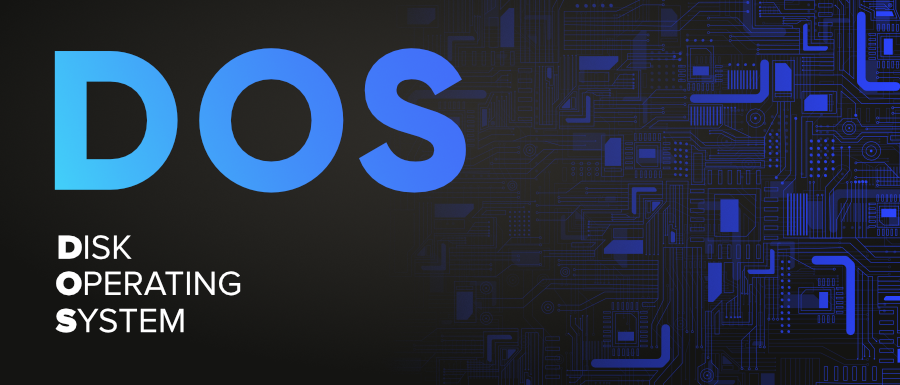 DOS
DISK
OPERATING
SYSTEM